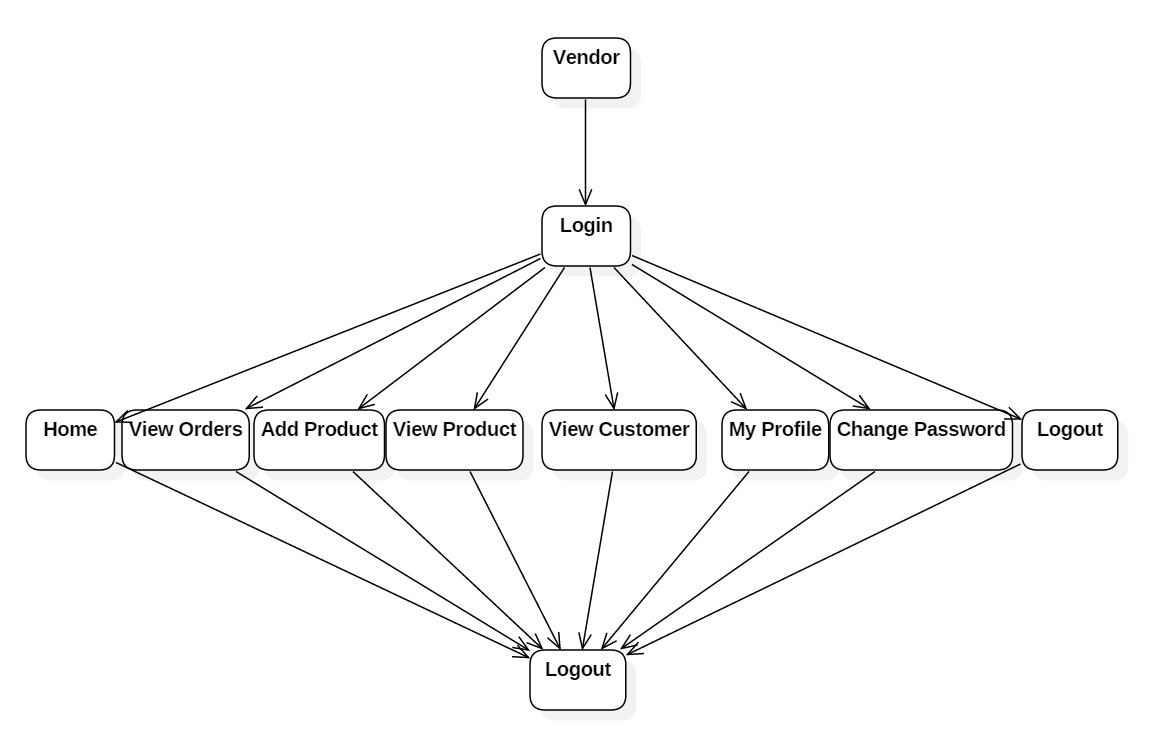 Vendor
Login
Home
View Orders
Add Product
View Product
View Customer
My Profile
Change Password
Logout
Logout